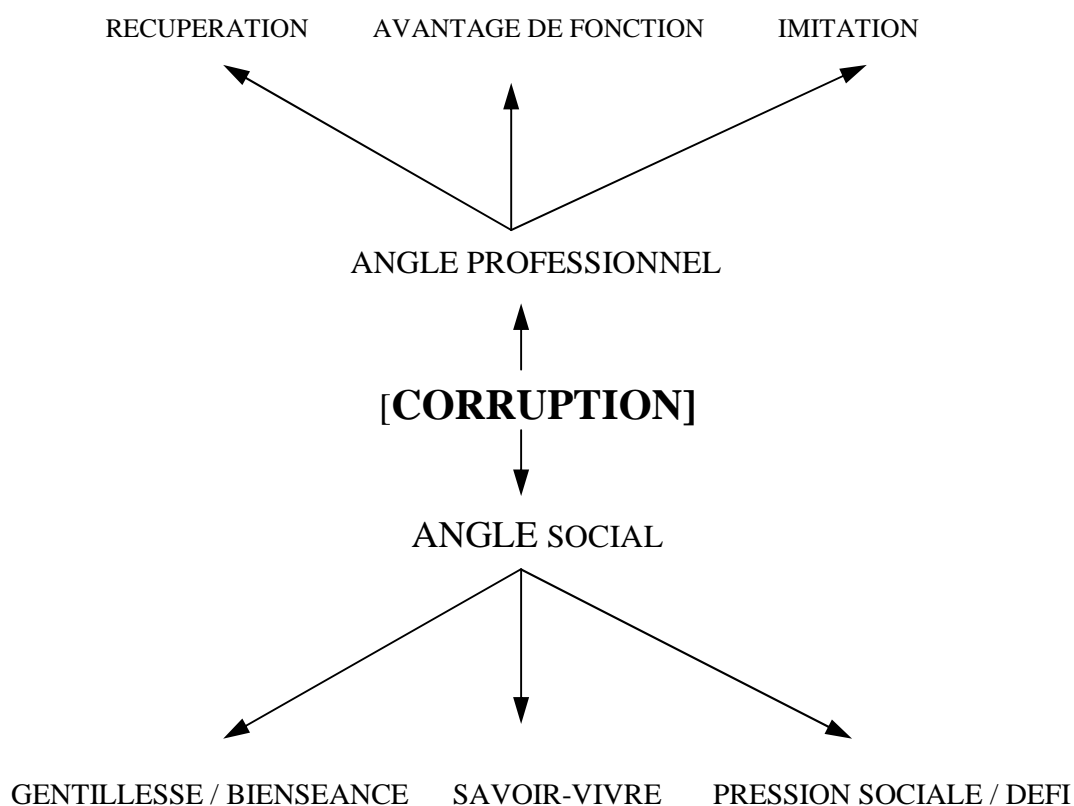 RECUPERATION AVANTAGE DE FONCTION IMITATION
ANGLE PROFESSIONNEL
[CORRUPTION]
ANGLE SOCIAL
GENTILLESSE / BIENSEANCE SAVOIR-VIVRE PRESSION SOCIALE / DEFI